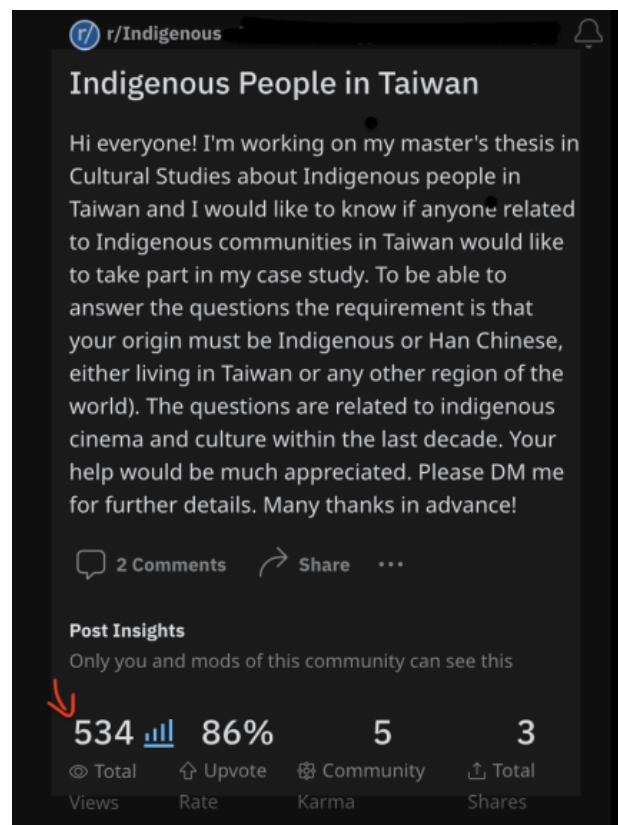 r/Indigenous
Indigenous People in Taiwan
Hi everyone! I'm working on my master's thesis in
Cultural Studies about Indigenous people in
Taiwan and I would like to know if anyone related
to Indigenous communities in Taiwan would like
to take part in my case study. To be able to
answer the questions the requirement is that
your origin must be Indigenous or Han Chinese,
either living in Taiwan or any other region of the
world). The questions are related to indigenous
cinema and culture within the last decade. Your
help would be much appreciated. Please DM me
for further details. Many thanks in advance!
2 Comments Share
Post Insights
Only you and mods of this community can see this
534 86% 5 3
Total Upvote Community Total
Views Rate Karma Shares